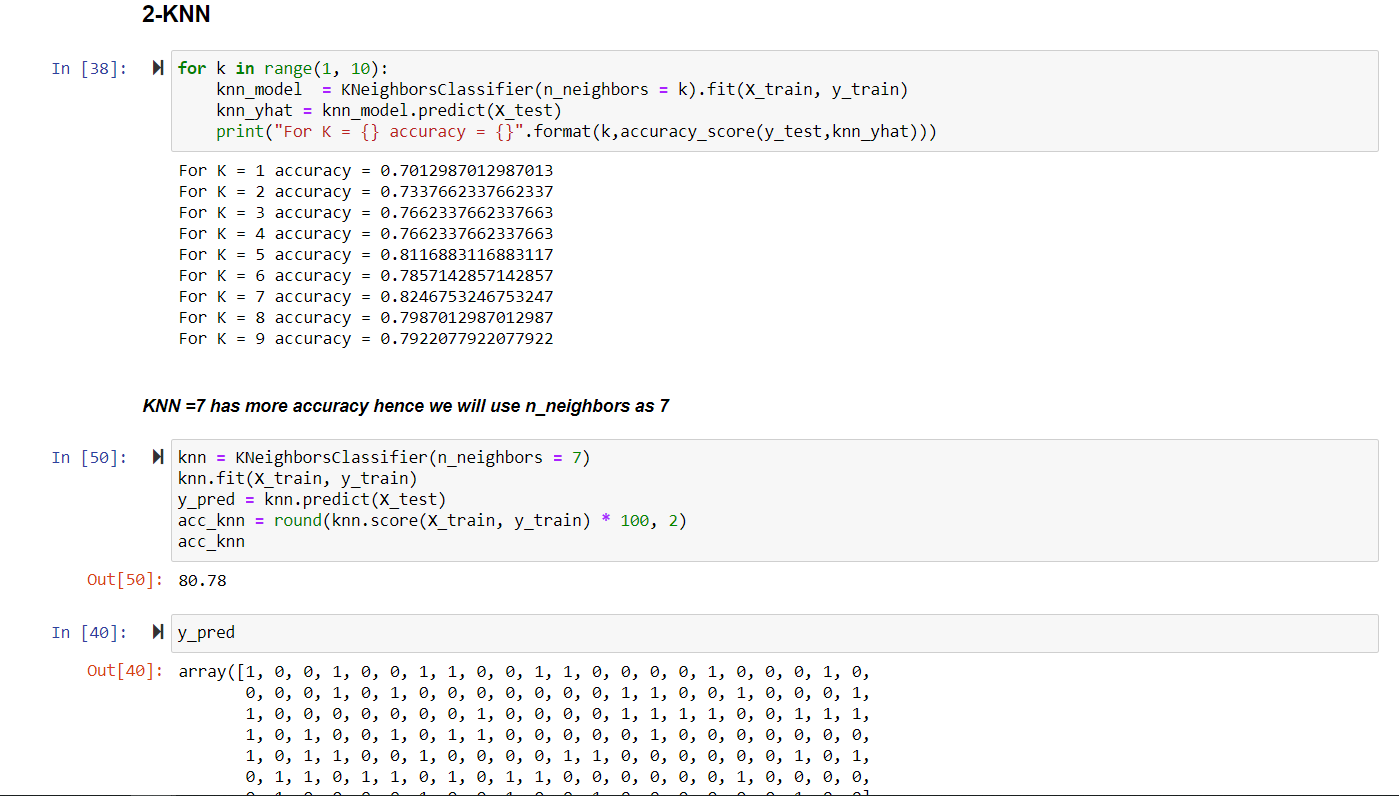 2-KNN
In [38]: for k in range(1, 10):
knn_model = KNeighborsClassifier(n_neighbors = k).fit(X_train, y_train)
knn_yhat = knn_model.predict(X_test)
print("For K = {} accuracy = {}".format(k,accuracy_score(y_test,knn_yhat)))
For K = 1 accuracy = 0.7012987012987013
For K = 2 accuracy = 0.7337662337662337
For K = 3 accuracy = 0.7662337662337663
For K = 4 accuracy = 0.7662337662337663
For K = 5 accuracy = 0.8116883116883117
For K = 6 accuracy = 0.7857142857142857
For K = 7 accuracy = 0.8246753246753247
For K = 8 accuracy = 0.7987012987012987
For K = 9 accuracy = 0.7922077922077922
KNN =7 has more accuracy hence we will use n_neighbors as 7
In [50]: knn = KNeighborsClassifier(n_neighbors = 7)
knn.fit(X_train, y_train)
y_pred = knn.predict(X_test)
acc_knn = round(knn.score(X_train, y_train) * 100, 2)
acc_knn
Out[50]: 80.78
In [40]: y_pred
Out[40]: array([1, 0, 0, 1, 0, 0, 1, 1, 0, 0, 1, 1, 0, 0, 0, 0, 1, 0, 0, 0, 1, 0,
0, 0, 0, 1, 0, 1, 0, 0, 0, 0, 0, 0, 0, 1, 1, 0, 0, 1, 0, 0, 0, 1,
1, 0, 0, 0, 0, 0, 0, 0, 1, 0, 0, 0, 0, 1, 1, 1, 1, 0, 0, 1, 1, 1,
1, 0, 1, 0, 0, 1, 0, 1, 1, 0, 0, 0, 0, 0, 1, 0, 0, 0, 0, 0, 0, 0,
1, 0, 1, 1, 0, 0, 1, 0, 0, 0, 0, 1, 1, 0, 0, 0, 0, 0, 0, 1, 0, 1,
0, 1, 1, 0, 1, 1, 0, 1, 0, 1, 1, 0, 0, 0, 0, 0, 0, 1, 0, 0, 0, 0,